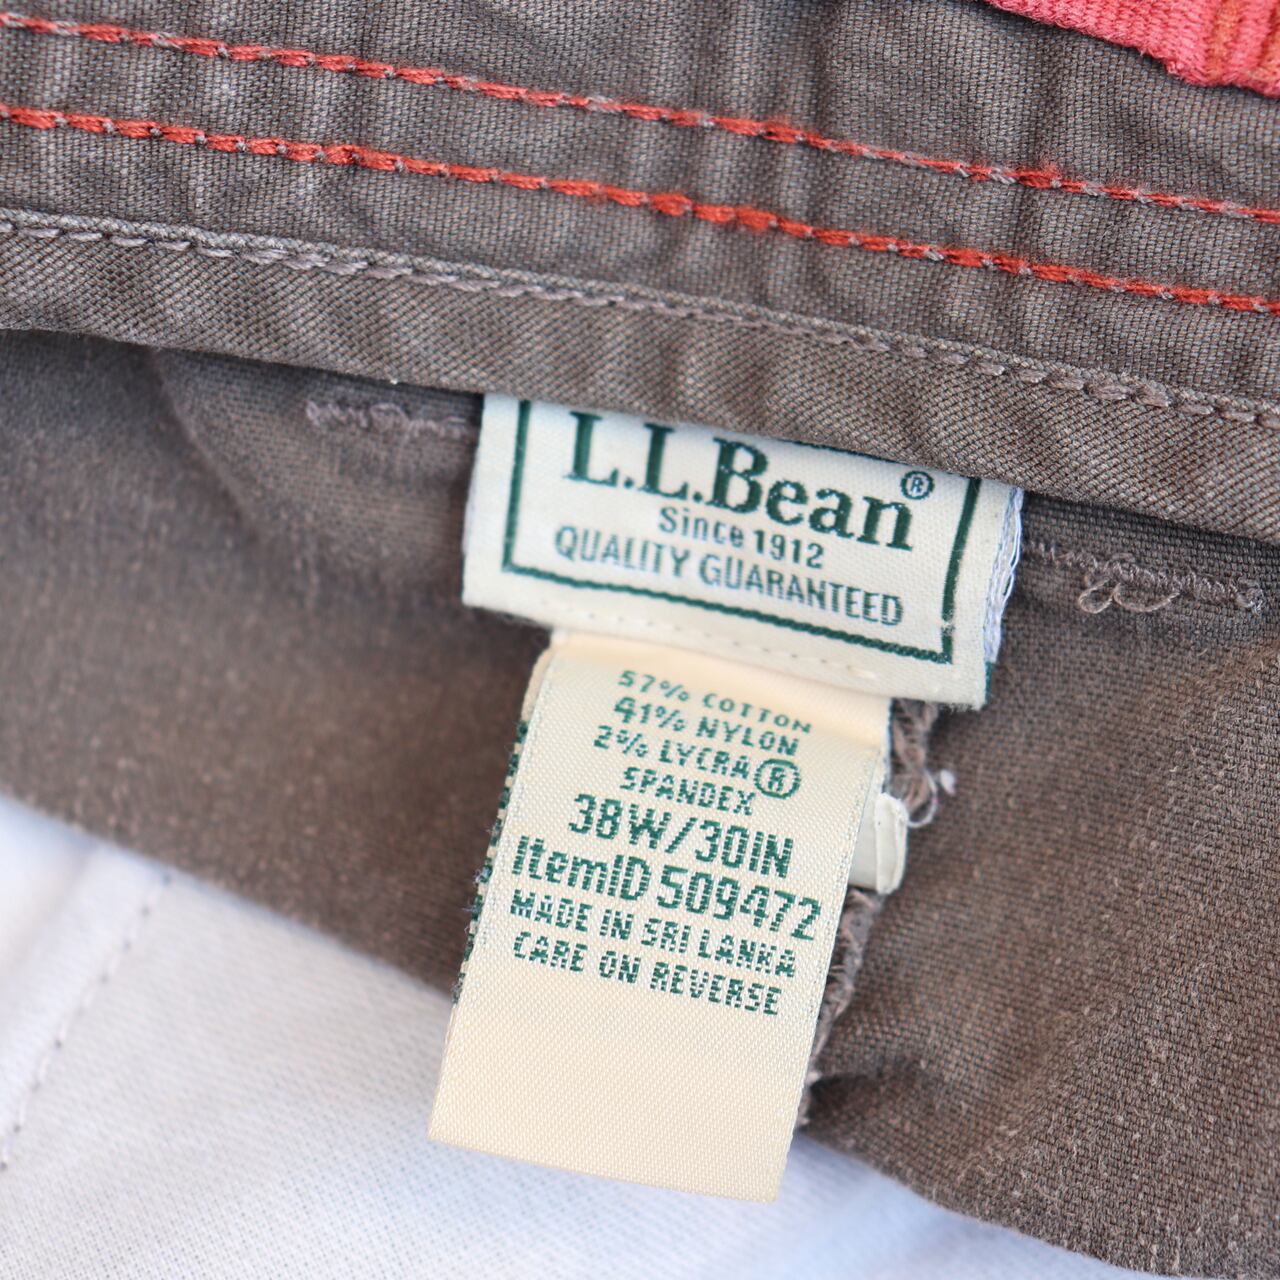 L.L.Bean®
Since 1912
QUALITY GUARANTEED
57% COTTON
41% NYLON
2% LYCRA®
SPANDEX
38W/30IN
ItemID 509472
MADE IN SRI LANKA
CARE ON REVERSE